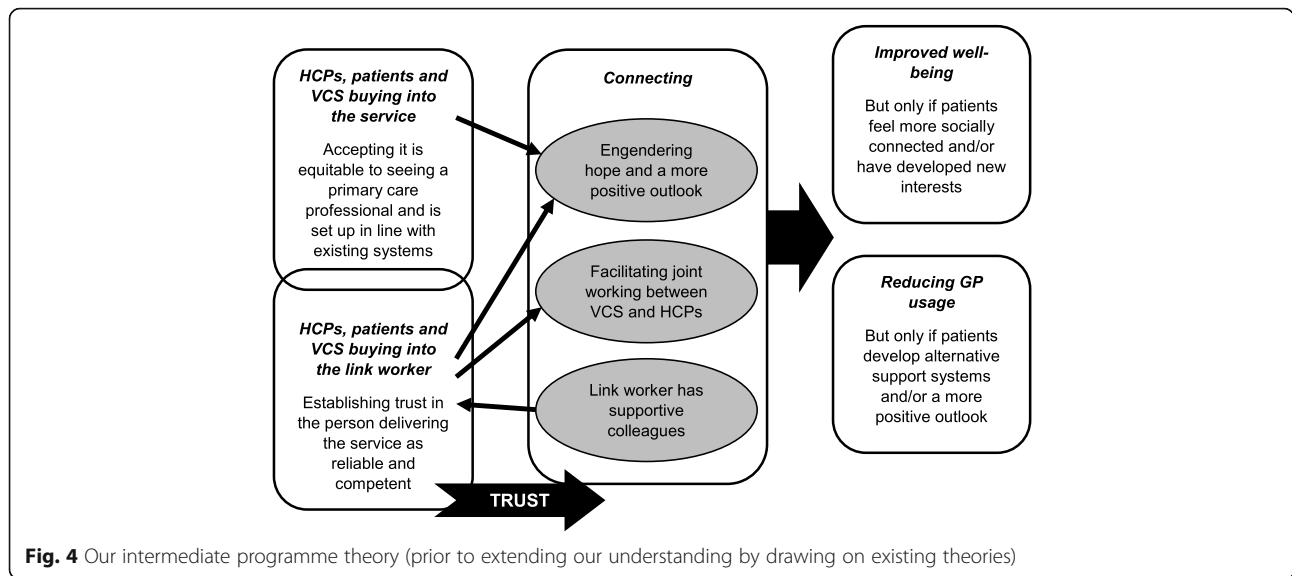 HCPs, patients and
VCS buying into
the service
Accepting it is
equitable to seeing a
primary care
professional and is
set up in line with
existing systems
HCPs, patients and
VCS buying into
the link worker
Establishing trust in
the person delivering
the service as
reliable and
competent
TRUST
Connecting
Engendering
hope and a more
positive outlook
Facilitating joint
working between
VCS and HCPs
Link worker has
supportive
colleagues
Improved well-
being
But only if patients
feel more socially
connected and/or
have developed new
interests
Reducing GP
usage
But only if patients
develop alternative
support systems
and/or a more
positive outlook
Fig. 4 Our intermediate programme theory (prior to extending our understanding by drawing on existing theories)